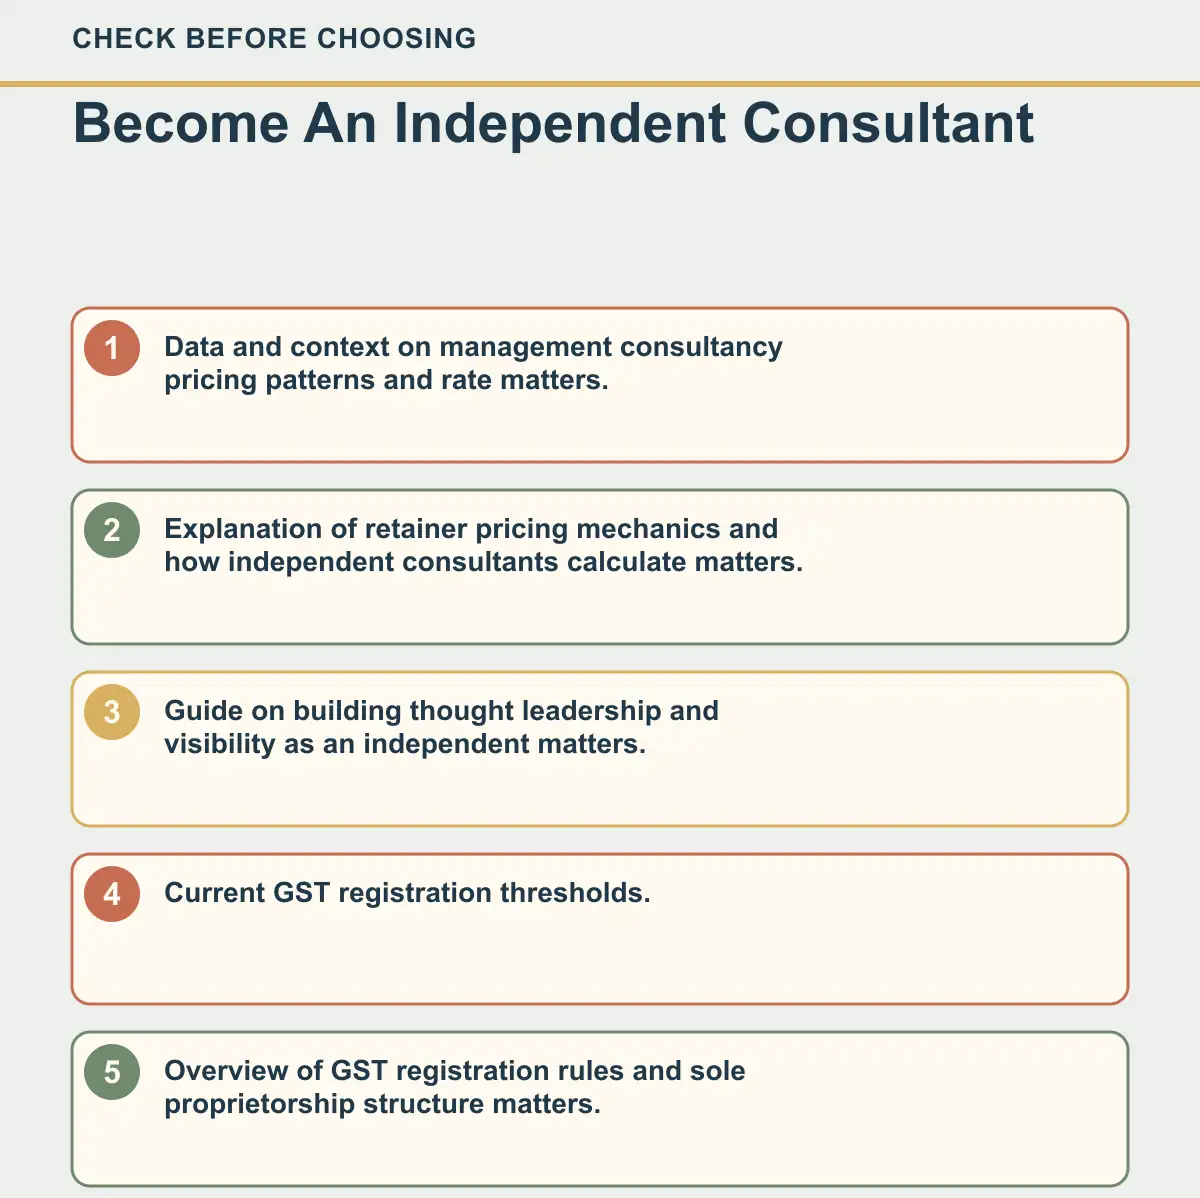 CHECK BEFORE CHOOSING
Become An Independent Consultant
1
Data and context on management consultancy
pricing patterns and rate matters.
2
Explanation of retainer pricing mechanics and
how independent consultants calculate matters.
3
Guide on building thought leadership and
visibility as an independent matters.
4
Current GST registration thresholds.
5
Overview of GST registration rules and sole
proprietorship structure matters.